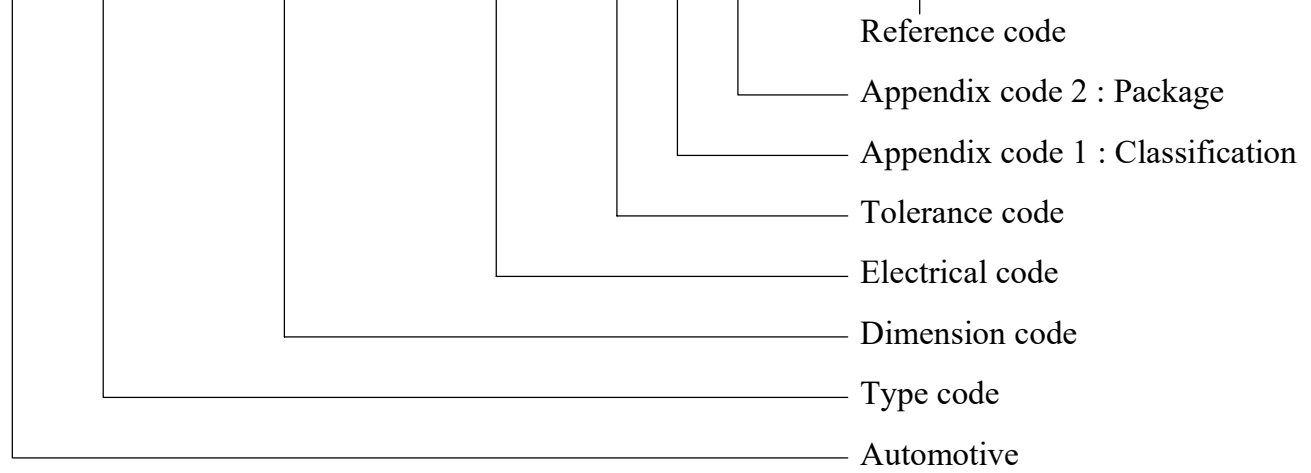 Reference code
Appendix code 2 : Package
Appendix code 1 : Classification
Tolerance code
Electrical code
Dimension code
Type code
Automotive